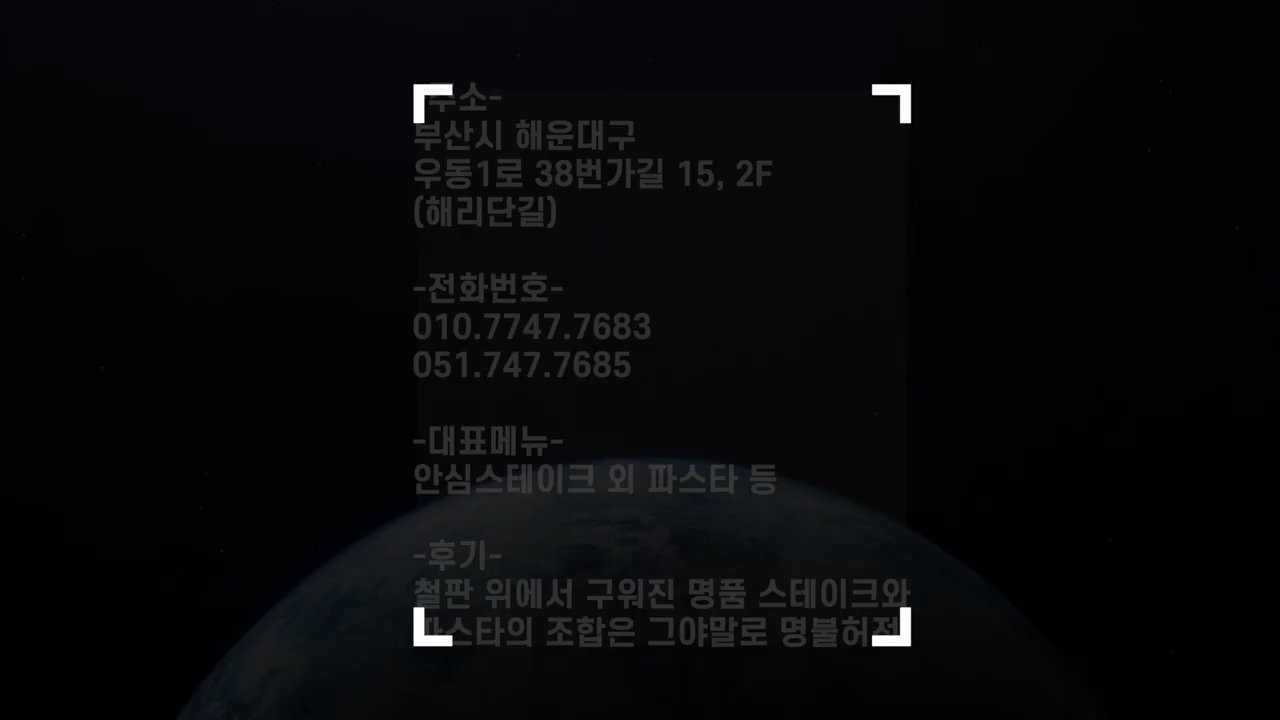 -주소-
부산시 해운대구
우동1로 38번가길 15, 2F
(해리단길)
-전화번호-
010.7747.7683
051.747.7685
-대표메뉴-
안심스테이크 외 파스타 등
-후기-
철판 위에서 구워진 명품 스테이크와
파스타의 조합은 그야말로 명불허전